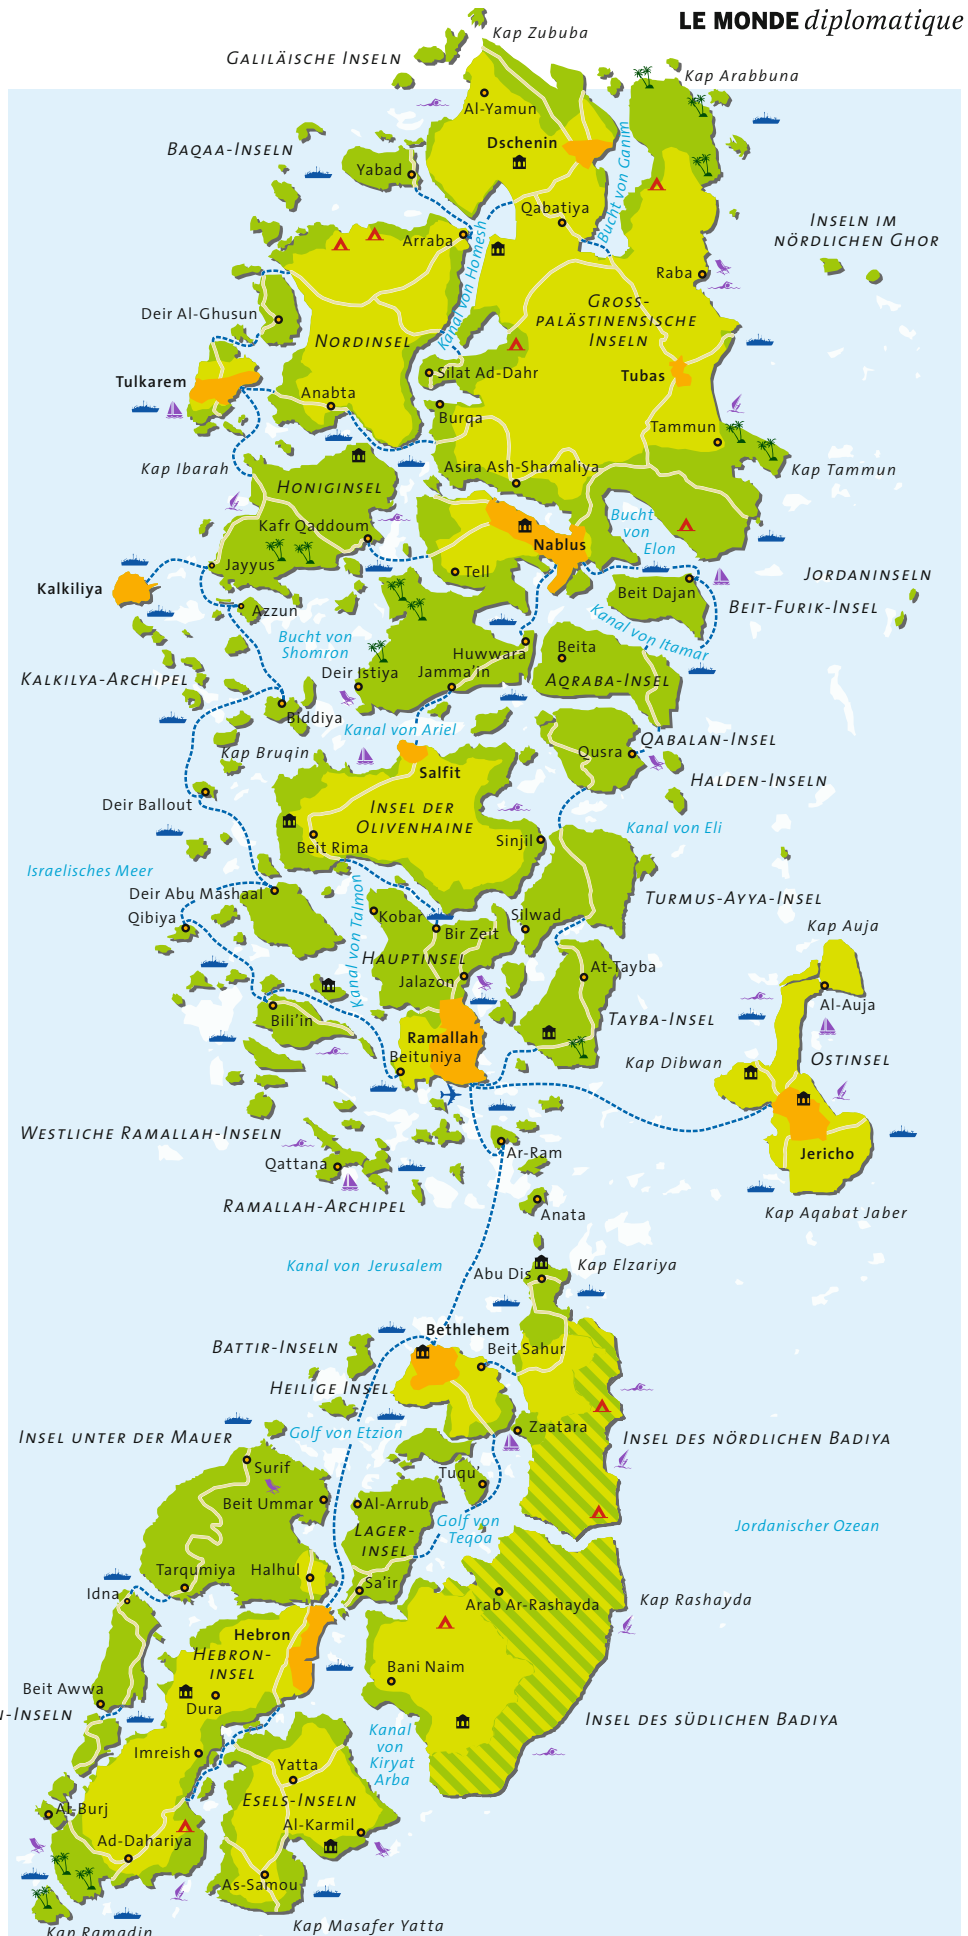 LE MONDE diplomatique
Kap Zububa
GALILÄISCHE INSELN
Kap Arabbuna
Al-Yamun
Dschenin
BAQAA-INSELN
Yabad
Bucht von Ganim
Qabatiya
INSELN IM
NÖRDLICHEN GHOR
Arraba
Kanal von Homesh
Raba
GROSS-
PALÄSTINENSISCHE
INSELN
Deir Al-Ghusun
NORDINSEL
Tulkarem
Silat Ad-Dahr
Tubas
Anabta
Burqa
Tammun
Kap Ibarah
Asira Ash-Shamaliya
Kap Tammun
HONIGINSEL
Kafr Qaddoum
Bucht
von
Elon
Nablus
Jayyus
Tell
JORDANINSELN
Kalkiliya
Beit Dajan
BEIT-FURIK-INSEL
Azzun
Kanal von Itamar
Bucht von
Shomron
Huwwara
Beita
Deir Istiya
Jamma'in
AQRABA-INSEL
KALKILYA-ARCHIPEL
Biddiya
Kanal von Ariel
Kap Bruqin
Qusra
QABALAN-INSEL
Salfit
HALDEN-INSELN
Deir Ballout
INSEL DER
OLIVENHAINE
Beit Rima
Sinjil
Kanal von Eli
Israelisches Meer
Deir Abu Mashaal
Kanal von Talmon
Qibiya
Kobar
Silwad
TURMUS-AYYA-INSEL
Bir Zeit
Kap Auja
HAUPTINSEL
Jalazon
At-Tayba
Al-Auja
Bili'in
TAYBA-INSEL
Ramallah
Beituniya
Kap Dibwan
OSTINSEL
WESTLICHE RAMALLAH-INSELN
Ar-Ram
Jericho
Qattana
RAMALLAH-ARCHIPEL
Anata
Kap Aqabat Jaber
Kanal von Jerusalem
Abu Dis
Kap Elzariya
Bethlehem
BATTIR-INSELN
Beit Sahur
HEILIGE INSEL
Golf von Etzion
Zaatara
INSEL UNTER DER MAUER
INSEL DES NÖRDLICHEN BADIYA
Surif
Tuqu'
Beit Ummar
Al-Arrub
Golf von
Teqoa
LAGER-
INSEL
Jordanischer Ozean
Tarqumiya
Halhul
Sa'ir
Idna
Arab Ar-Rashayda
Kap Rashayda
Hebron
HEBRON-
INSEL
Bani Naim
Beit Awwa
Dura
N-INSELN
INSEL DES SÜDLICHEN BADIYA
Kanal
von
Kiryat
Arba
Imreish
Yatta
ESELS-INSELN
Ar-Burj
Al-Karmil
Ad-Dahariya
As-Samou
Kap Ramadin
Kap Masafer Yatta